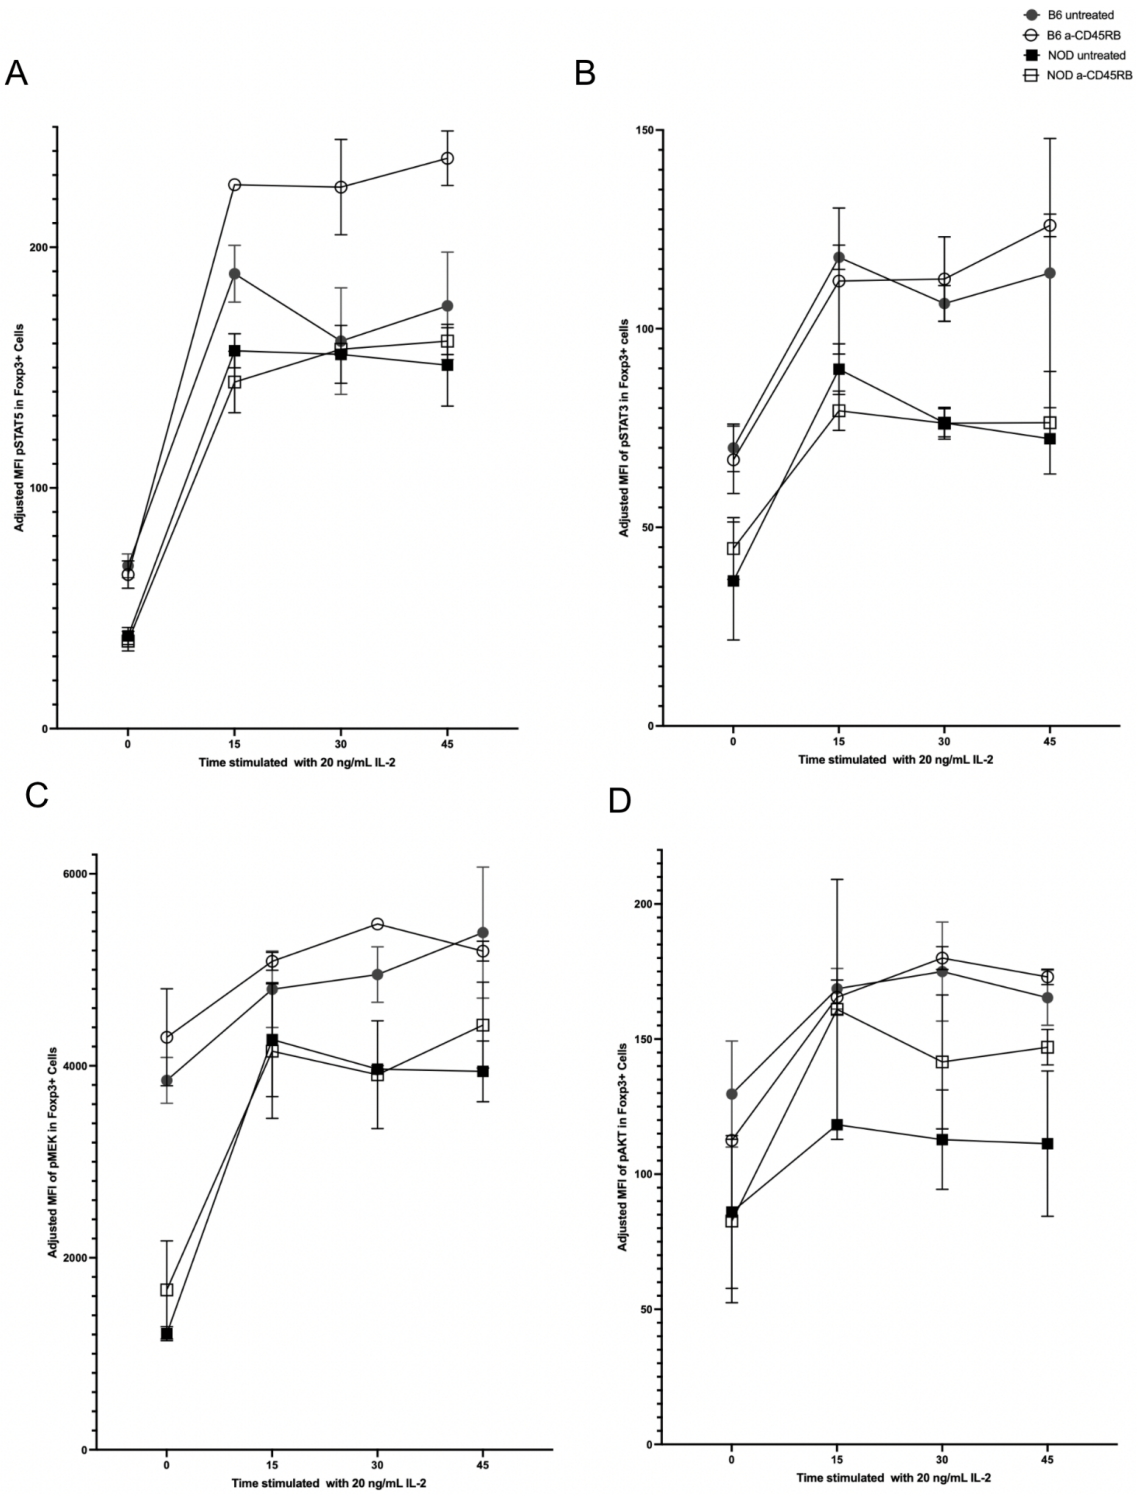 B6 untreated
B6 a-CD45RB
NOD untreated
NOD a-CD45RB
A
Adjusted MFI pSTAT5 in Foxp3+ Cells
200
100
0
0 15 30 45
Time stimulated with 20 ng/mL IL-2
B
Adjusted MFI of pSTAT3 in Foxp3+ cells
150
100
50
0
0 15 30 45
Time stimulated with 20 ng/mL IL-2
C
Adjusted MFI of pMEK in Foxp3+ Cells
6000
4000
2000
0
0 15 30 45
Time stimulated with 20 ng/mL IL-2
D
Adjusted MFI of pAKT in Foxp3+ Cells
200
150
100
50
0
0 15 30 45
Time stimulated with 20 ng/mL IL-2